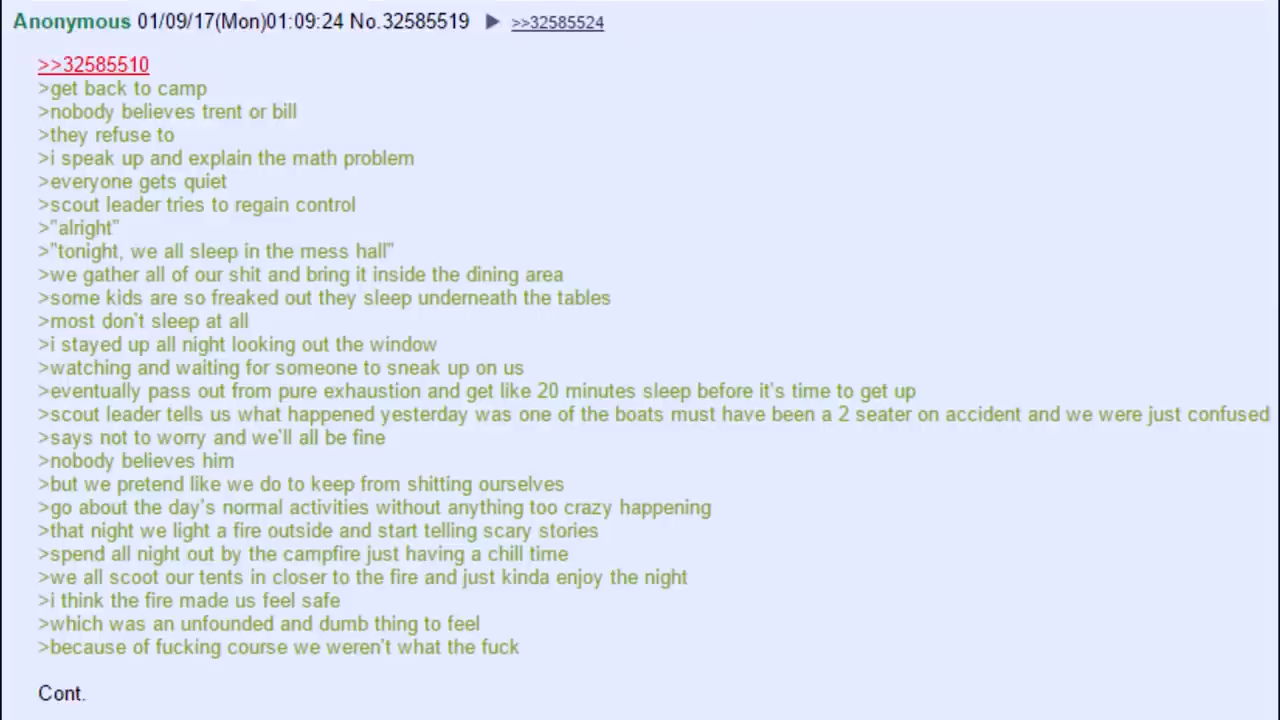 Anonymous 01/09/17(Mon)01:09:24 No.32585519 ▶ >>32585524
>>32585510
>get back to camp
>nobody believes trent or bill
>they refuse to
>i speak up and explain the math problem
>everyone gets quiet
>scout leader tries to regain control
>"alright"
>"tonight, we all sleep in the mess hall"
>we gather all of our shit and bring it inside the dining area
>some kids are so freaked out they sleep underneath the tables
>most don't sleep at all
>i stayed up all night looking out the window
>watching and waiting for someone to sneak up on us
>eventually pass out from pure exhaustion and get like 20 minutes sleep before it's time to get up
>scout leader tells us what happened yesterday was one of the boats must have been a 2 seater on accident and we were just confused
>says not to worry and we'll all be fine
>nobody believes him
>but we pretend like we do to keep from shitting ourselves
>go about the day's normal activities without anything too crazy happening
>that night we light a fire outside and start telling scary stories
>spend all night out by the campfire just having a chill time
>we all scoot our tents in closer to the fire and just kinda enjoy the night
>i think the fire made us feel safe
>which was an unfounded and dumb thing to feel
>because of fucking course we weren't what the fuck
Cont.